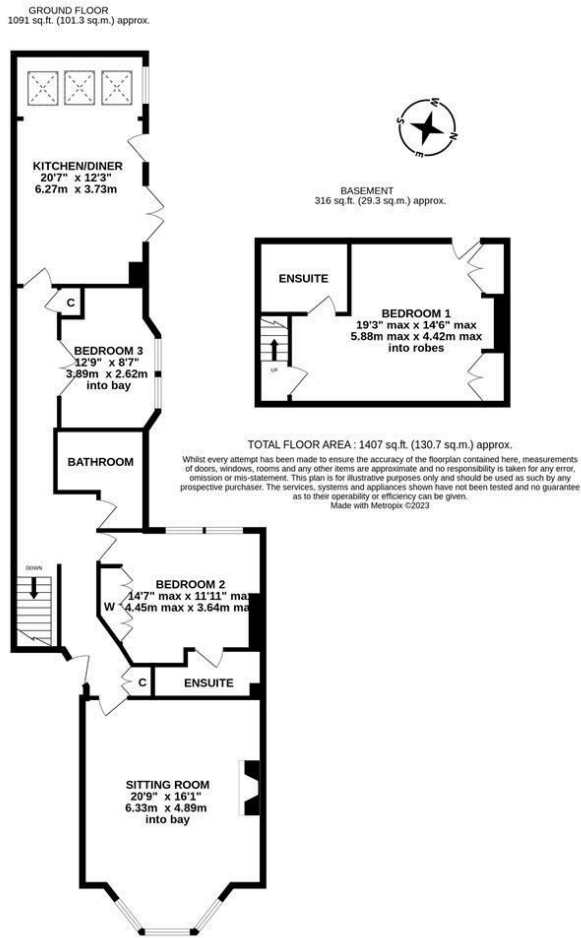 GROUND FLOOR
1091 sq.ft. (101.3 sq.m.) approx.
KITCHEN/DINER
20'7" x 12'3"
6.27m x 3.73m
C
BEDROOM 3
12'9" x 8'7"
3.89m x 2.62m
into bay
BATHROOM
DOWN
BEDROOM 2
14'7" max x 11'11" max
4.45m max x 3.64m ma
W
C
ENSUITE
SITTING ROOM
20'9" x 16'1"
6.33m x 4.89m
into bay
W
N
S
E
BASEMENT
316 sq.ft. (29.3 sq.m.) approx.
ENSUITE
BEDROOM 1
19'3" max x 14'6" max
5.88m max x 4.42m max
into robes
UP
TOTAL FLOOR AREA : 1407 sq.ft. (130.7 sq.m.) approx.
Whilst every attempt has been made to ensure the accuracy of the floorplan contained here, measurements
of doors, windows, rooms and any other items are approximate and no responsibility is taken for any error,
omission or mis-statement. This plan is for illustrative purposes only and should be used as such by any
prospective purchaser. The services, systems and appliances shown have not been tested and no guarantee
as to their operability or efficiency can be given.
Made with Metropix ©2023